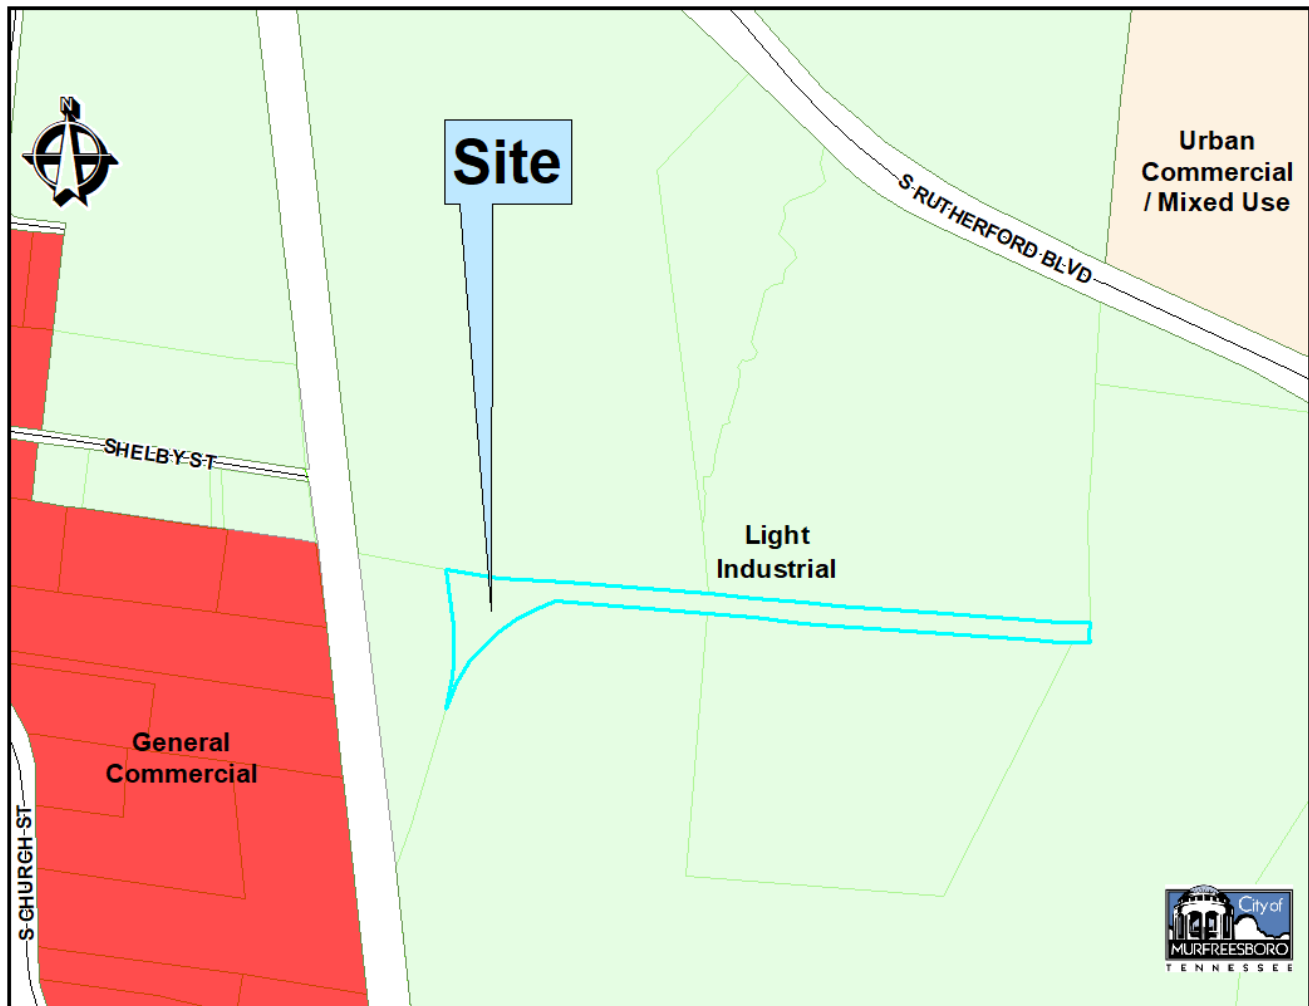 N
Site
Urban
Commercial
/ Mixed Use
S RUTHERFORD BLVD
SHELBY ST
Light
Industrial
General
Commercial
S CHURCH ST
City of
MURFREESBORO
TENNESSEE